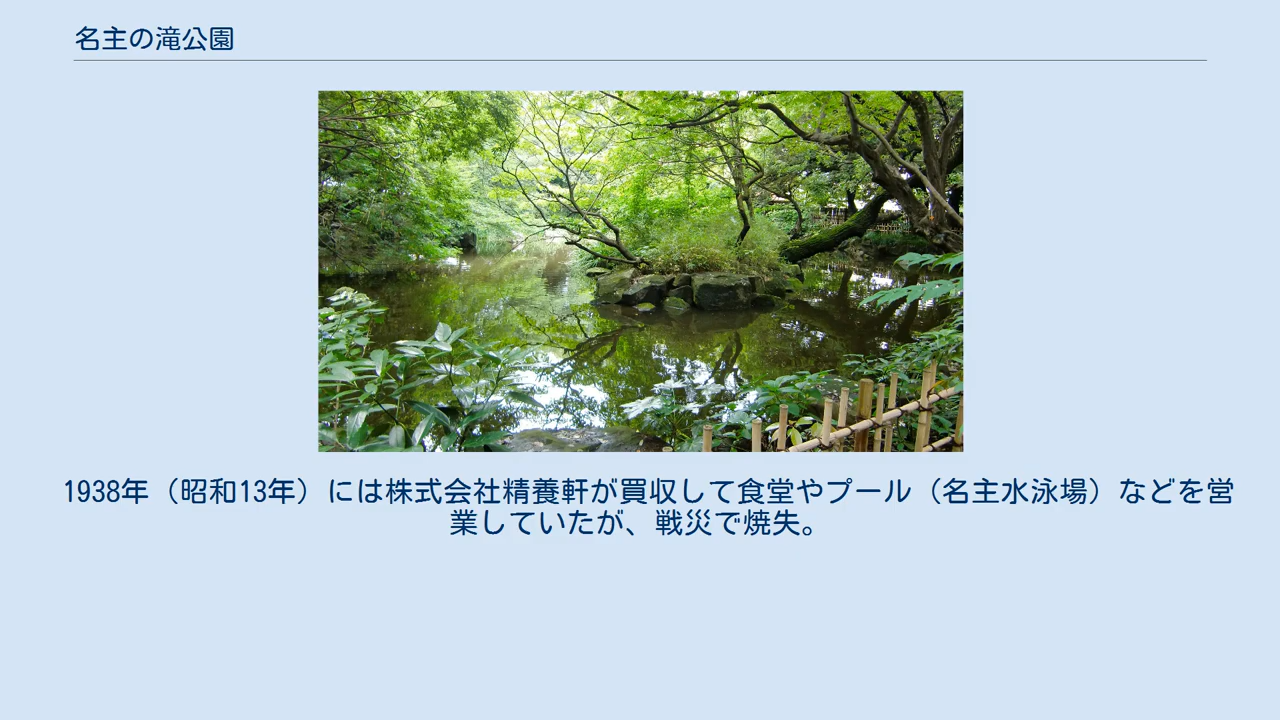 名主の滝公園
1938年（昭和13年）には株式会社精養軒が買収して食堂やプール（名主水泳場）などを営
業していたが、戦災で焼失。